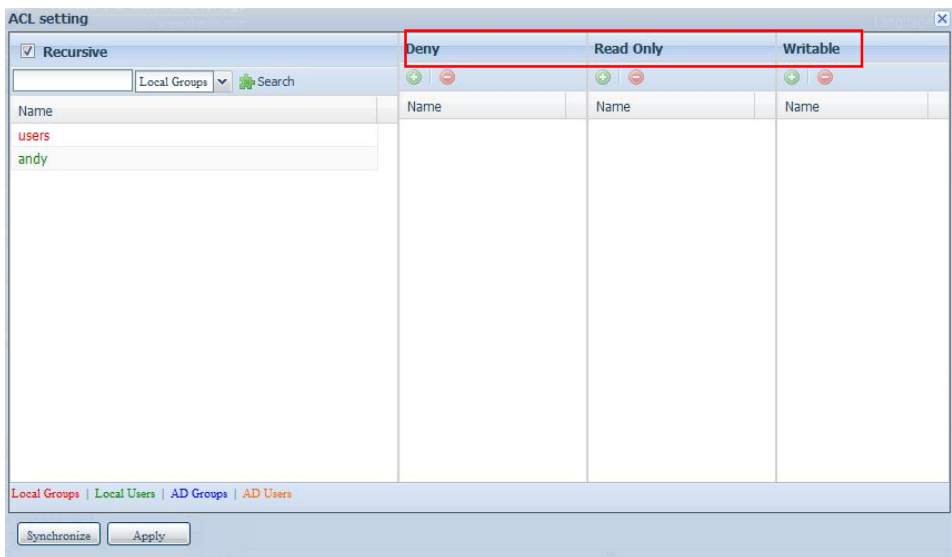 ACL setting
Recursive
Deny
Read Only
Writable
Local Groups
Search
Name
Name
Name
Name
users
andy
Local Groups | Local Users | AD Groups | AD Users
Synchronize
Apply